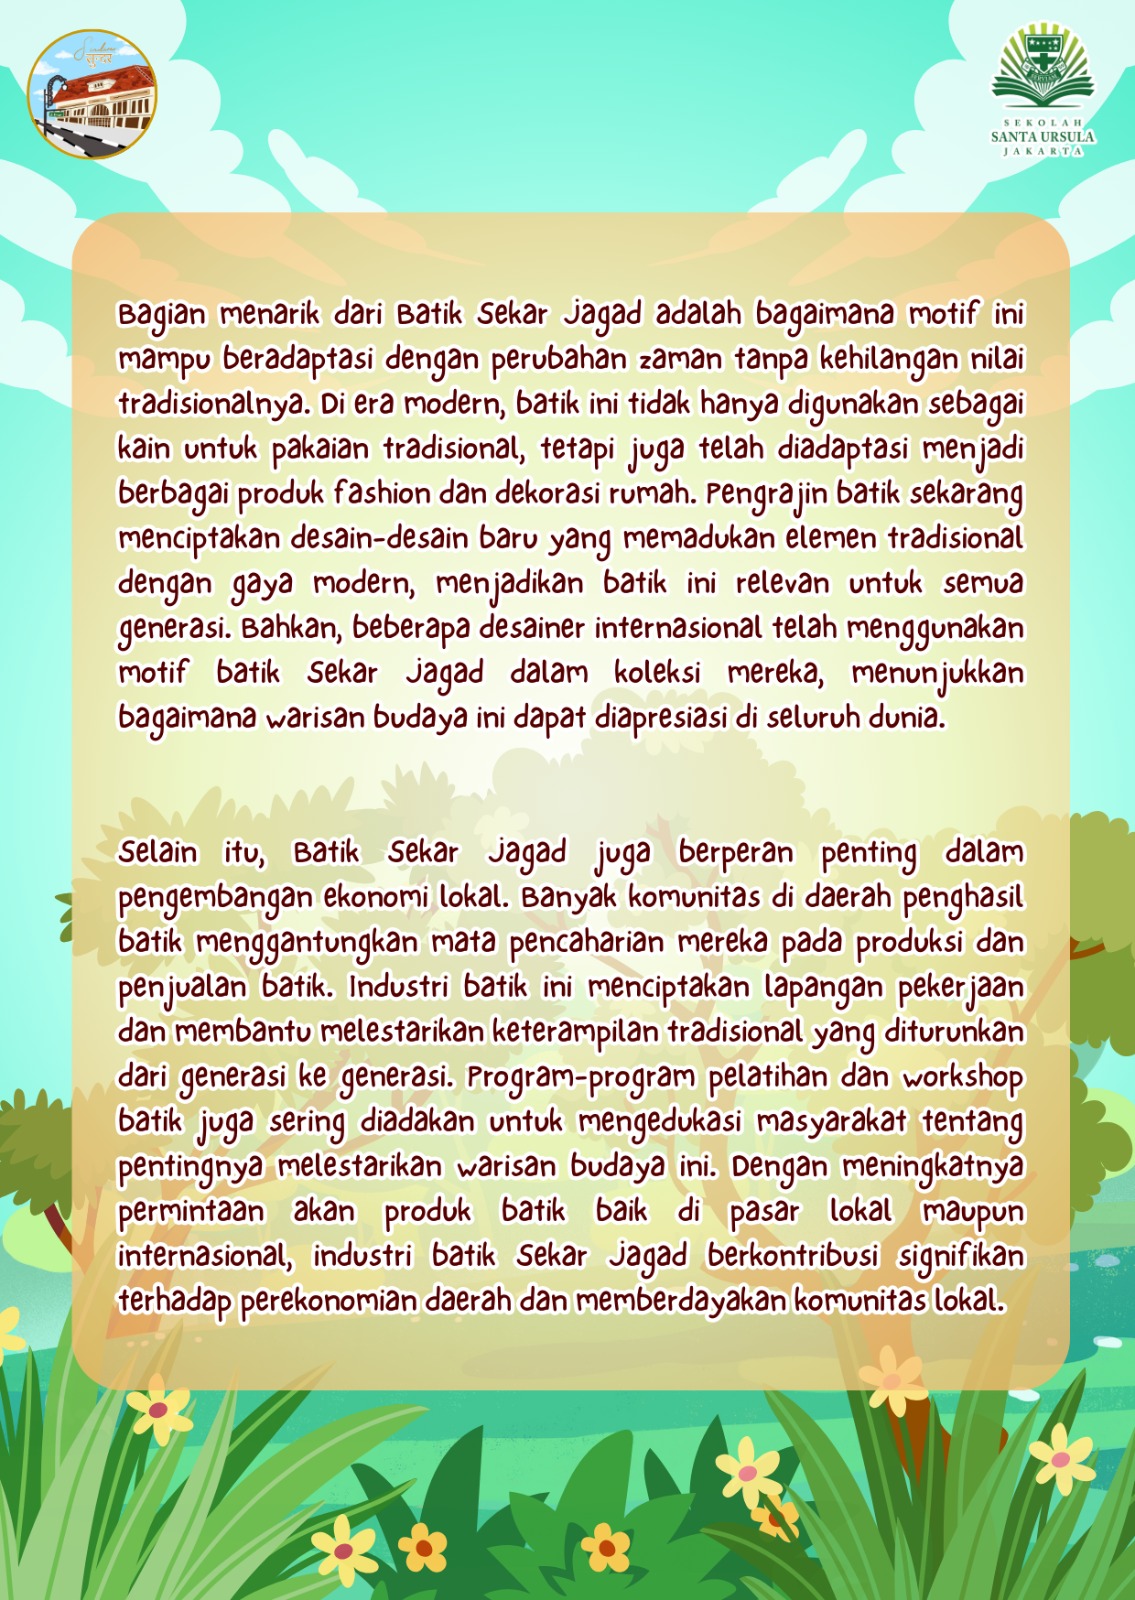 SEKOLAH
SANTA URSULA
JAKARTA
Bagian menarik dari Batik Sekar Jagad adalah bagaimana motif ini
mampu beradaptasi dengan perubahan zaman tanpa kehilangan nilai
tradisionalnya. Di era modern, batik ini tidak hanya digunakan sebagai
kain untuk pakaian tradisional, tetapi juga telah diadaptasi menjadi
berbagai produk fashion dan dekorasi rumah. Pengrajin batik sekarang
menciptakan desain-desain baru yang memadukan elemen tradisional
dengan gaya modern, menjadikan batik ini relevan untuk semua
generasi. Bahkan, beberapa desainer internasional telah menggunakan
motif batik Sekar Jagad dalam koleksi mereka, menunjukkan
bagaimana warisan budaya ini dapat diapresiasi di seluruh dunia.
Selain itu, Batik Sekar Jagad juga berperan penting dalam
pengembangan ekonomi lokal. Banyak komunitas di daerah penghasil
batik menggantungkan mata pencaharian mereka pada produksi dan
penjualan batik. Industri batik ini menciptakan lapangan pekerjaan
dan membantu melestarikan keterampilan tradisional yang diturunkan
dari generasi ke generasi. Program-program pelatihan dan workshop
batik juga sering diadakan untuk mengedukasi masyarakat tentang
pentingnya melestarikan warisan budaya ini. Dengan meningkatnya
permintaan akan produk batik baik di pasar lokal maupun
internasional, industri batik Sekar Jagad berkontribusi signifikan
terhadap perekonomian daerah dan memberdayakan komunitas lokal.